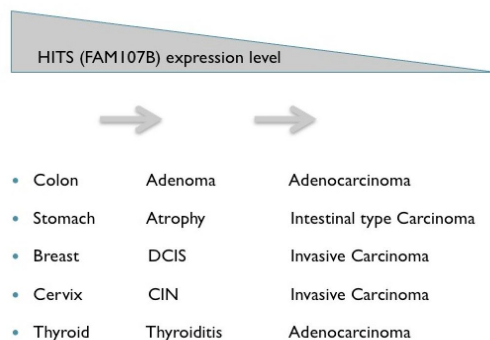 HITS (FAM107B) expression level
• Colon Adenoma Adenocarcinoma
• Stomach Atrophy Intestinal type Carcinoma
• Breast DCIS Invasive Carcinoma
• Cervix CIN Invasive Carcinoma
• Thyroid Thyroiditis Adenocarcinoma